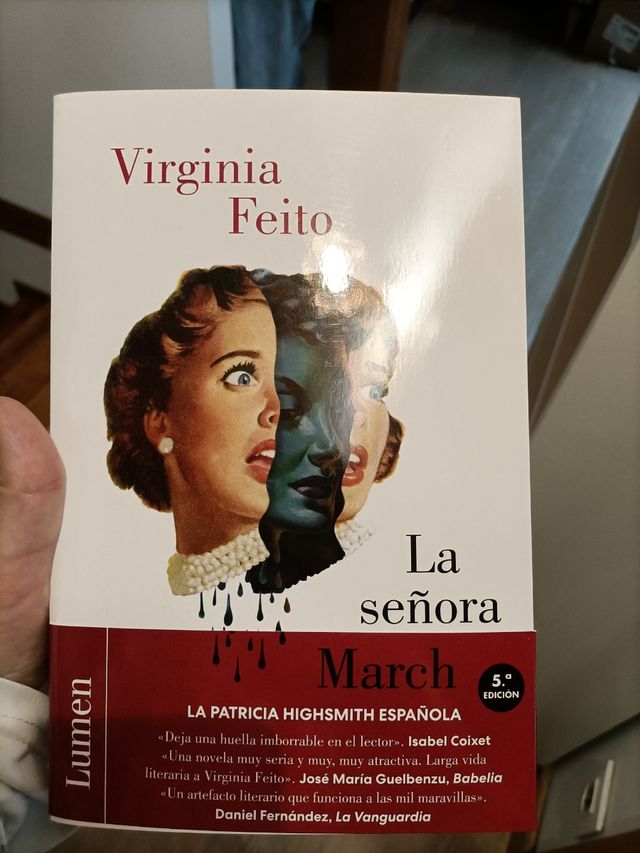 Virginia
Feito
La
señora
March
5.ª
EDICIÓN
Lumen
LA PATRICIA HIGHSMITH ESPAÑOLA
«Deja una huella imborrable en el lector». Isabel Coixet
«Una novela muy seria y muy, muy atractiva. Larga vida
literaria a Virginia Feito». José María Guelbenzu, Babelia
«Un artefacto literario que funciona a las mil maravillas».
Daniel Fernández, La Vanguardia